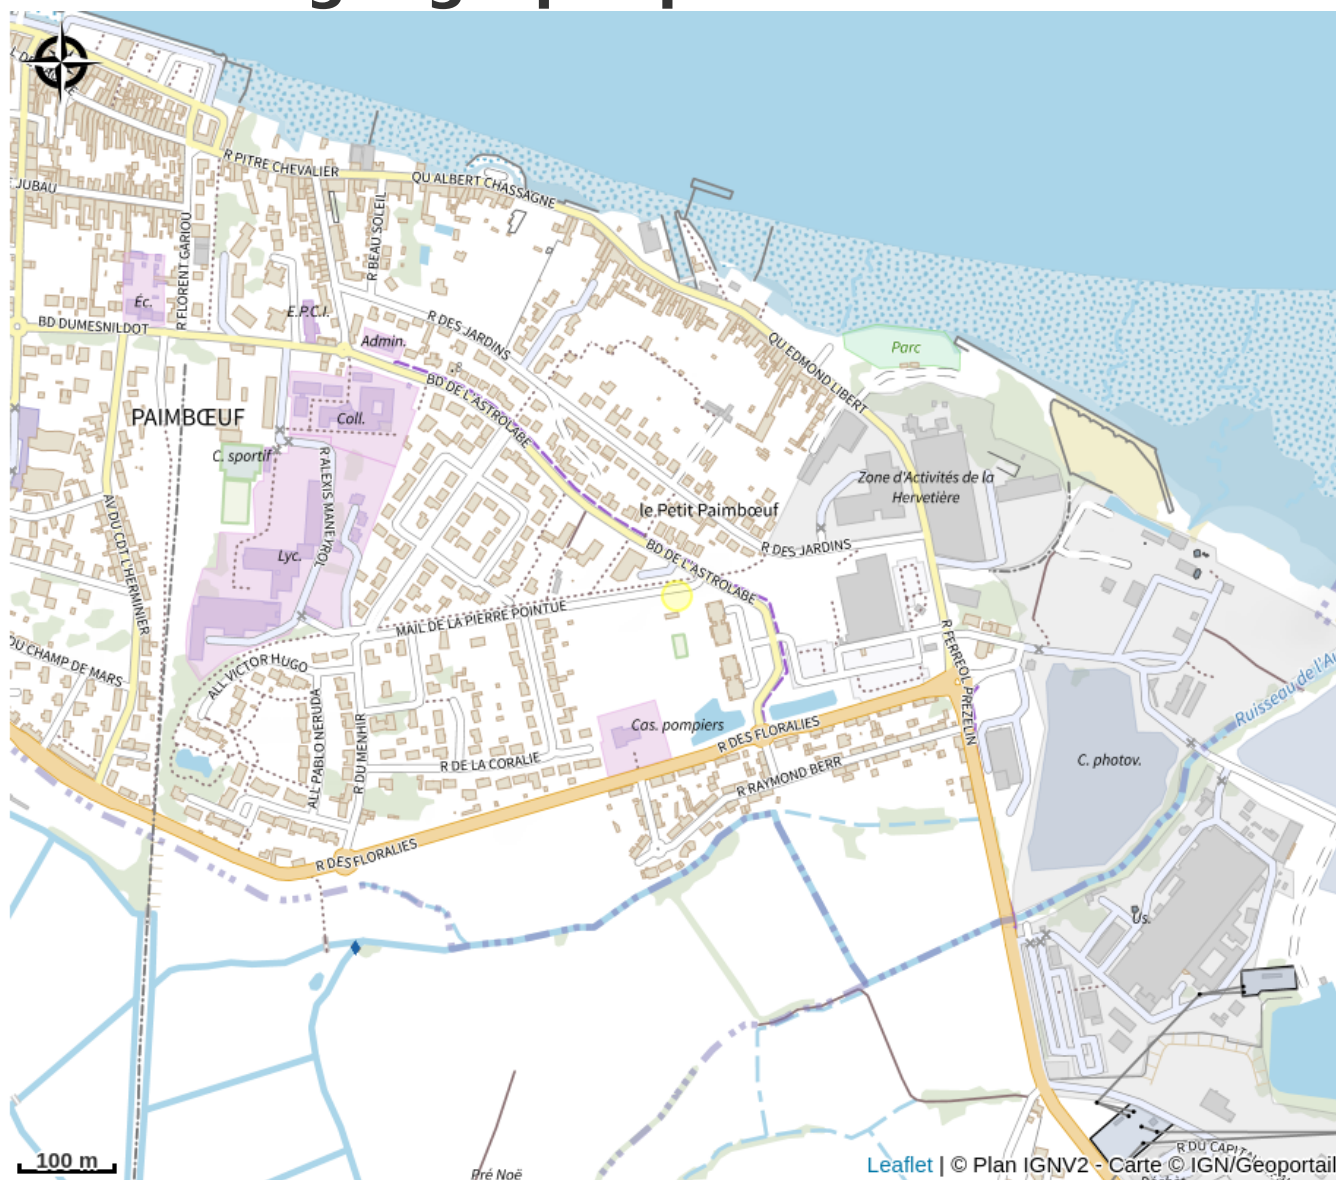 R PITRE CHEVALIER
QU ALBERT CHASSAGNE
JUBAU
R FLORENT GARIOU
R BEAU SOLEIL
Éc.
E.P.C.I.
BD DUMESNILDOT
R DES JARDINS
Admin.
QU EDMOND LIBERT
Parc
BD DE L'ASTROLABE
PAIMBŒUF
Coll.
C. sportif
R ALEXIS MANEYROL
Zone d'Activités de la
Hervetière
le Petit Paimbœuf
AV DU CDT L'HERMINIER
Lyc.
R DES JARDINS
BD DE L'ASTROLABE
MAIL DE LA PIERRE POINTUE
DU CHAMP DE MARS
ALL VICTOR HUGO
R FERREOL PREZELIN
Ruisseau de l'Au
ALL PABLO NERUDA
R DU MENHIR
Cas. pompiers
R DES FLORALIES
R DE LA CORALIE
R RAYMOND BERR
C. photov.
R DES FLORALIES
Us.
Pré Noë
R DU CAPITAI
100 m
Leaflet | © Plan IGNV2 - Carte © IGN/Geoportail